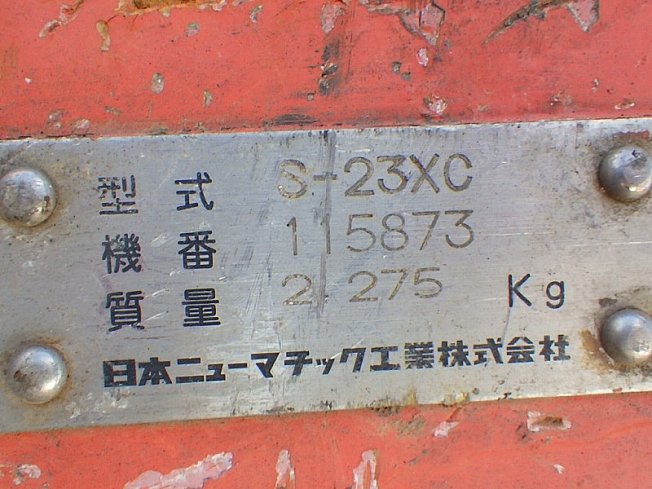 型式 S-23XC
機番 115873
質量 2,275 Kg
日本ニューマチック工業株式会社